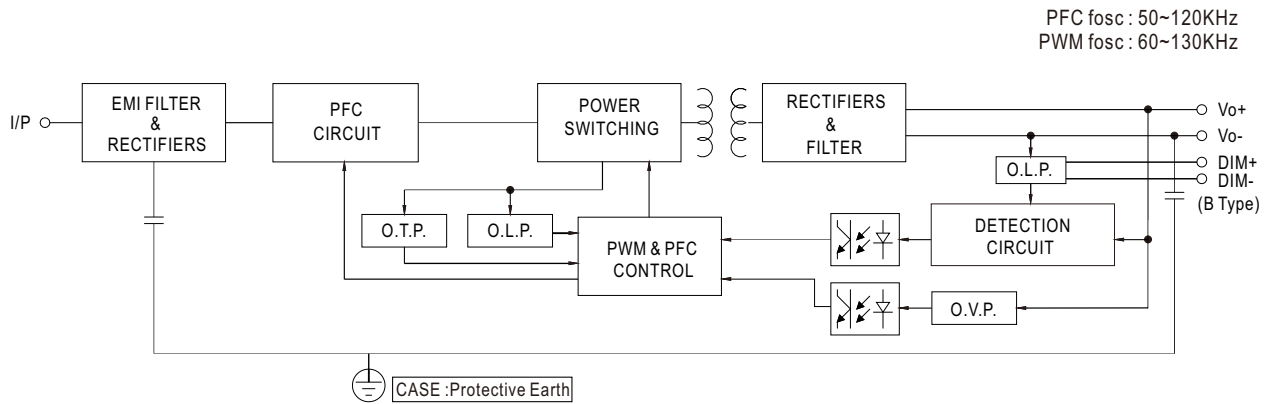 PFC fosc : 50~120KHz
PWM fosc : 60~130KHz
I/P
EMI FILTER
&
RECTIFIERS
PFC
CIRCUIT
POWER
SWITCHING
RECTIFIERS
&
FILTER
Vo+
Vo-
DIM+
DIM-
(B Type)
O.L.P.
O.T.P.
O.L.P.
PWM & PFC
CONTROL
DETECTION
CIRCUIT
O.V.P.
CASE :Protective Earth